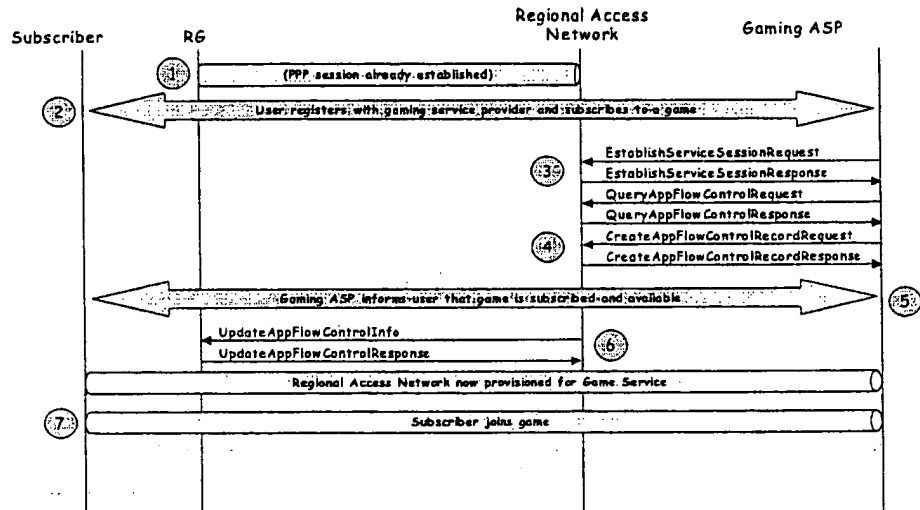 Subscriber
RG
Regional Access
Network
Gaming ASP
1
(PPP session already established)
2
User registers with gaming service provider and subscribes to a game
EstablishServiceSessionRequest
3
EstablishServiceSessionResponse
QueryAppFlowControlRequest
QueryAppFlowControlResponse
4
CreateAppFlowControlRecordRequest
CreateAppFlowControlRecordResponse
Gaming ASP informs user that game is subscribed and available
5
UpdateAppFlowControlInfo
6
UpdateAppFlowControlResponse
Regional Access Network now provisioned for Game Service
7
Subscriber joins game